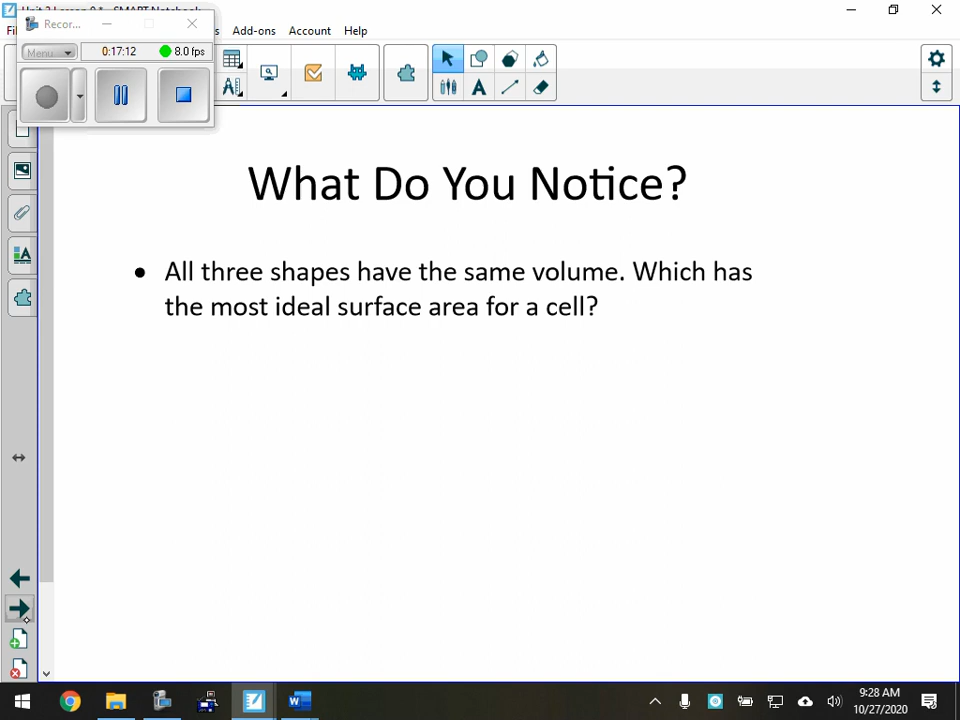 Recor...
Menu
0:17:12
8.0 fps
Add-ons
Account
Help
What Do You Notice?
• All three shapes have the same volume. Which has
the most ideal surface area for a cell?
9:28 AM
10/27/2020